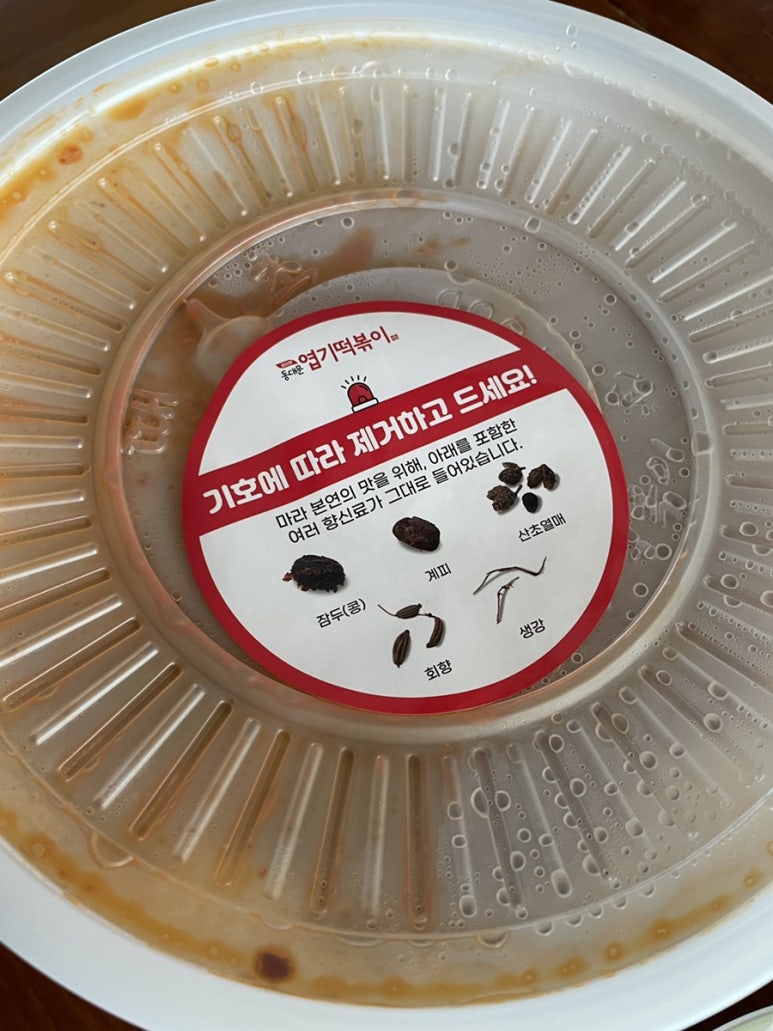 동대문 엽기떡볶이
기호에 따라 제거하고 드세요!
마라 본연의 맛을 위해, 아래를 포함한
여러 향신료가 그대로 들어있습니다.
산초열매
계피
잠두(콩)
생강
회향